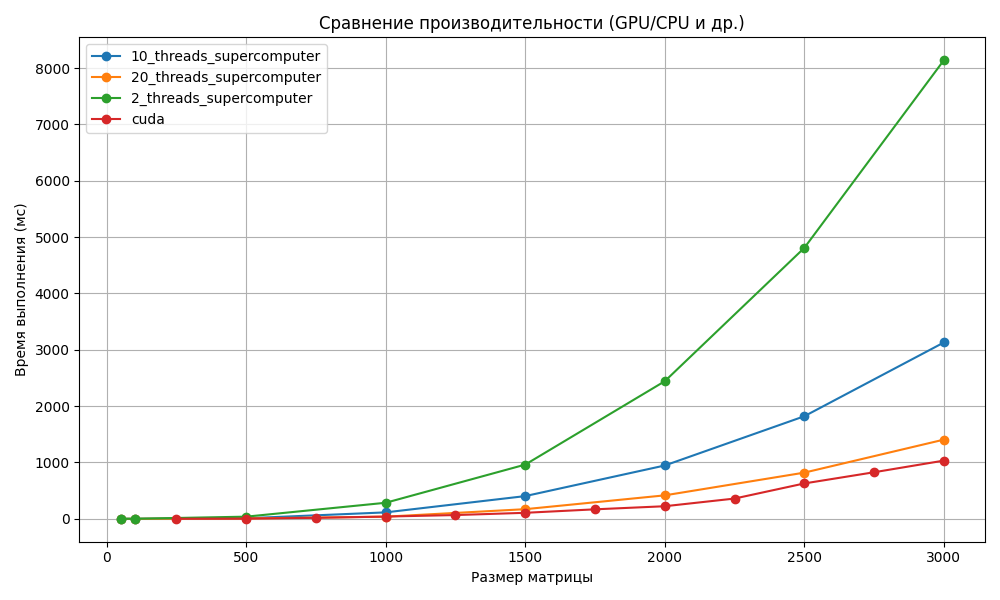 Сравнение производительности (GPU/CPU и др.)
10_threads_supercomputer
20_threads_supercomputer
2_threads_supercomputer
cuda
Время выполнения (мс)
8000
7000
6000
5000
4000
3000
2000
1000
0
0 500 1000 1500 2000 2500 3000
Размер матрицы